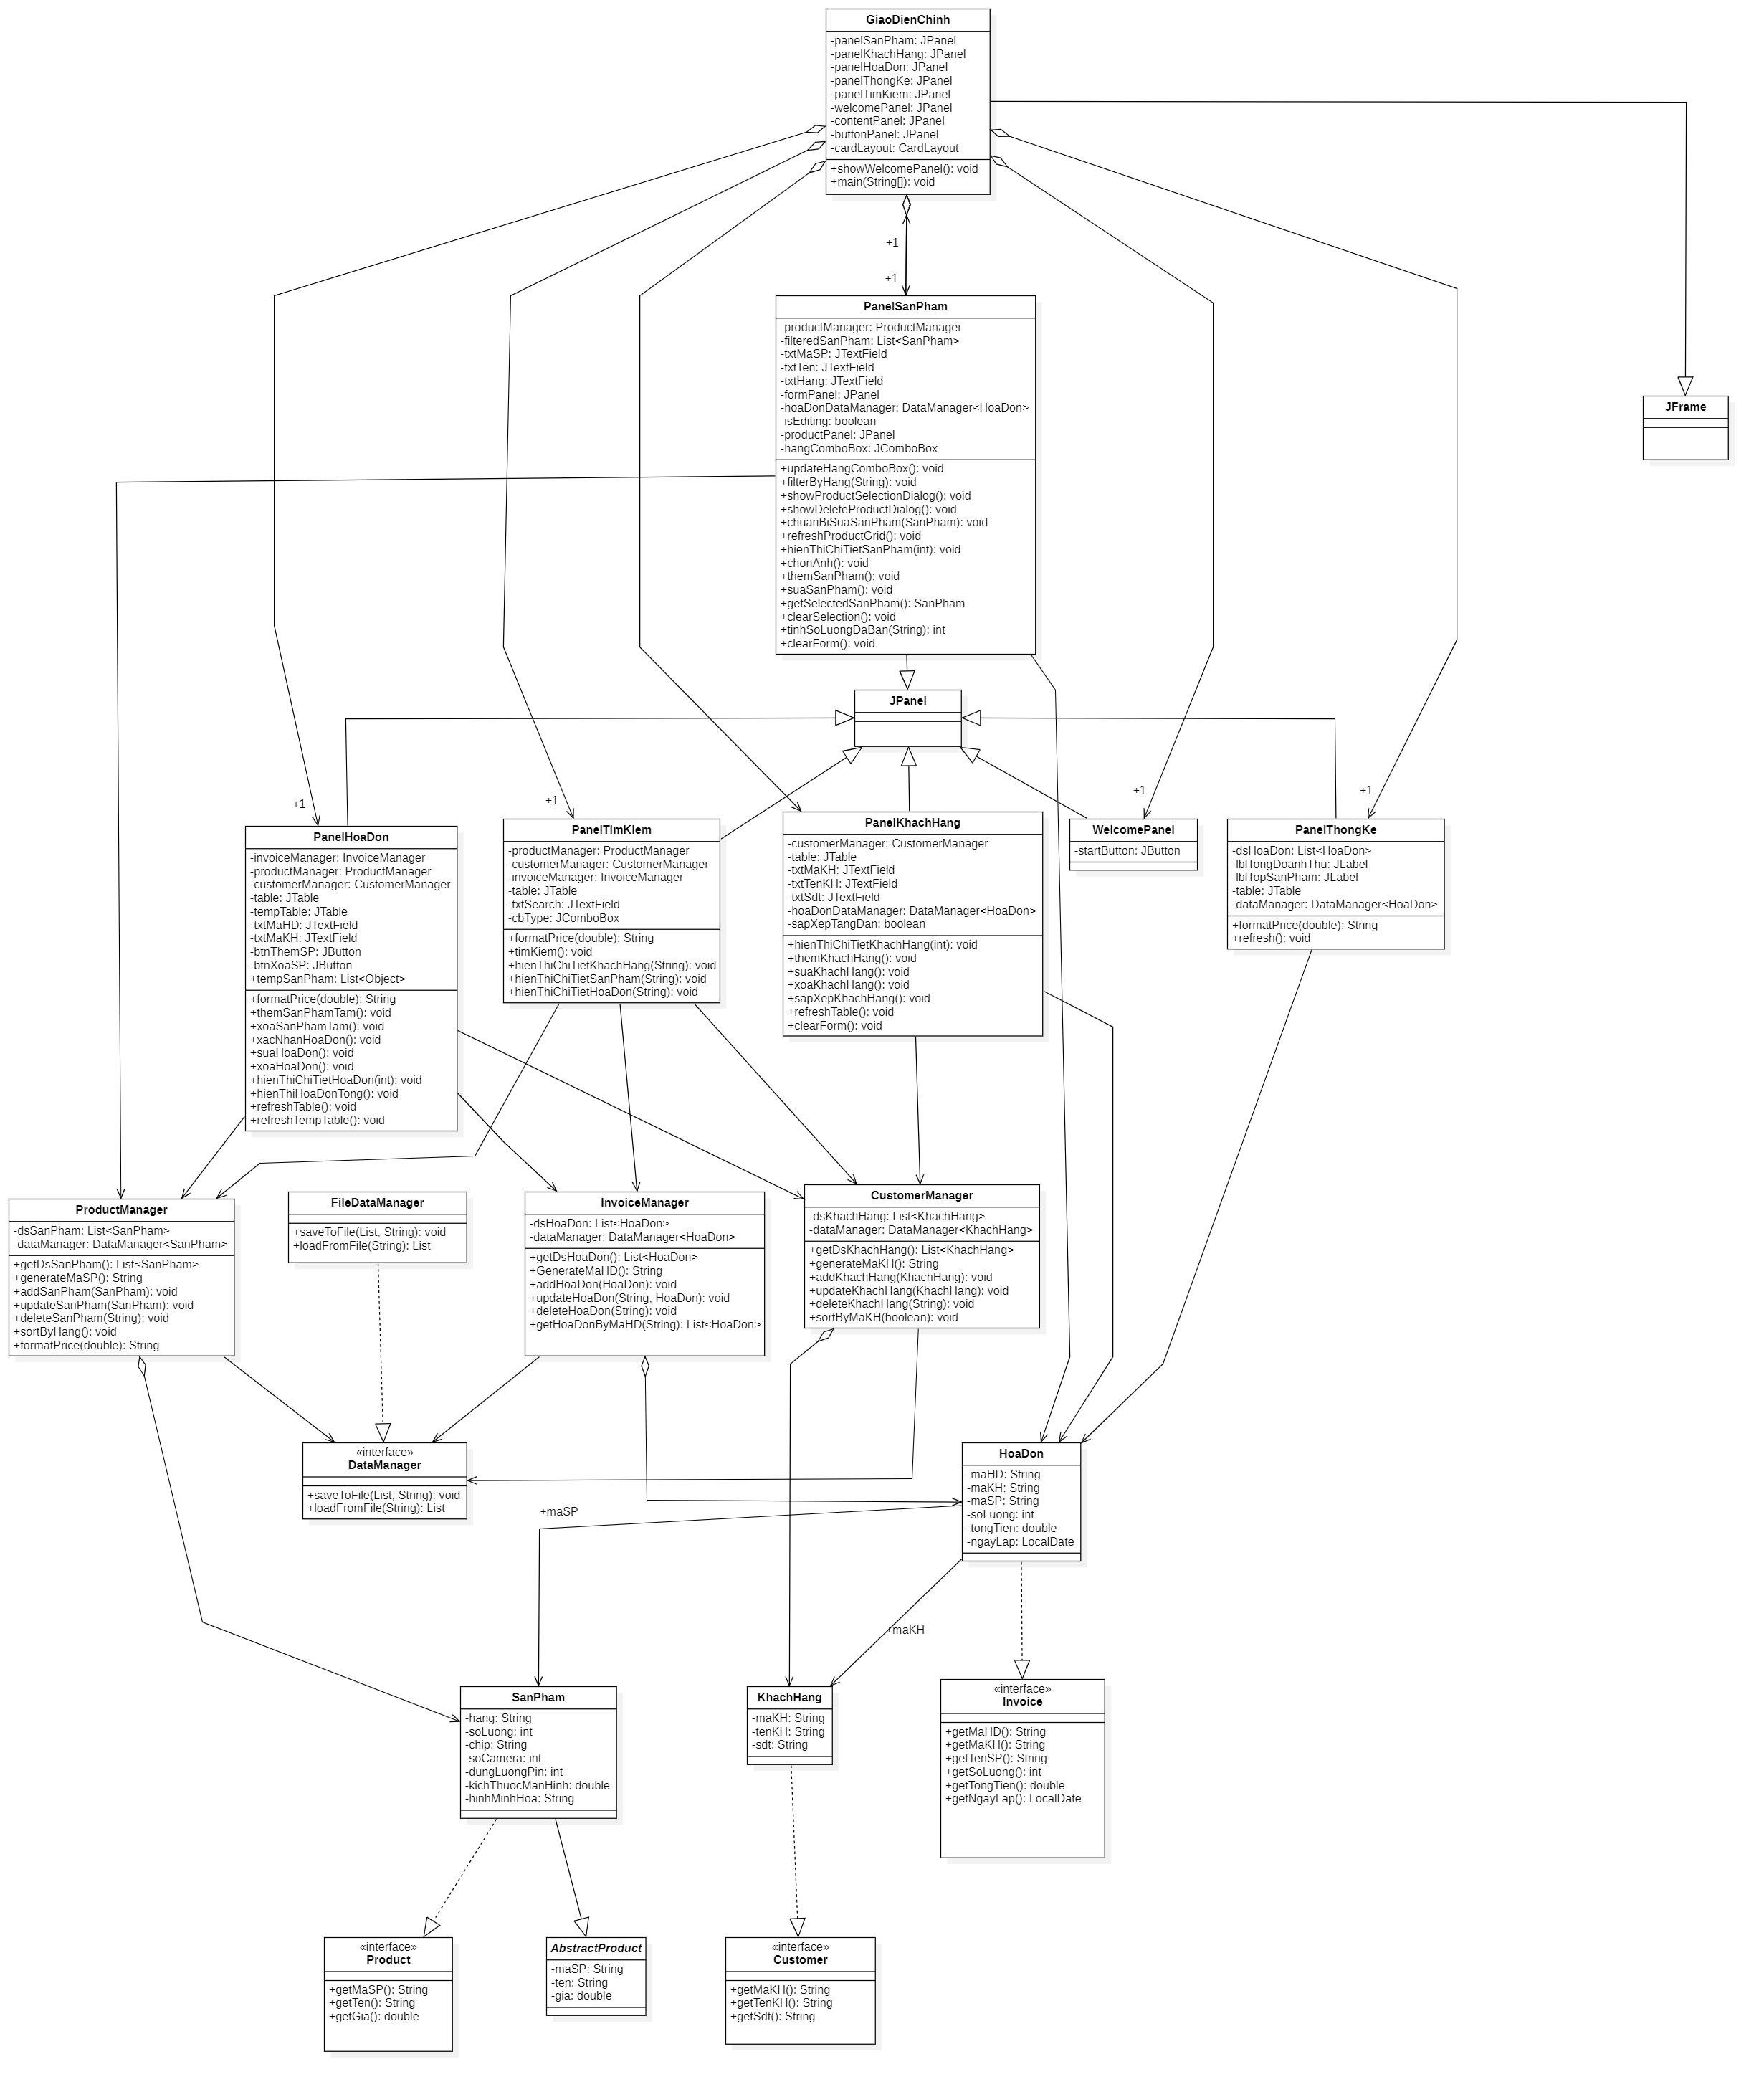 GiaoDienChinh
-panelSanPham: JPanel
-panelKhachHang: JPanel
-panelHoaDon: JPanel
-panelThongKe: JPanel
-panelTimKiem: JPanel
-welcomePanel: JPanel
-contentPanel: JPanel
-buttonPanel: JPanel
-cardLayout: CardLayout
+showWelcomePanel(): void
+main(String[]): void
+1
+1
PanelSanPham
-productManager: ProductManager
-filteredSanPham: List<SanPham>
-txtMaSP: JTextField
-txtTen: JTextField
-txtHang: JTextField
-formPanel: JPanel
-hoaDonDataManager: DataManager<HoaDon>
-isEditing: boolean
-productPanel: JPanel
-hangComboBox: JComboBox
+updateHangComboBox(): void
+filterByHang(String): void
+showProductSelectionDialog(): void
+showDeleteProductDialog(): void
+chuanBiSuaSanPham(SanPham): void
+refreshProductGrid(): void
+hienThiChiTietSanPham(int): void
+chonAnh(): void
+themSanPham(): void
+suaSanPham(): void
+getSelectedSanPham(): SanPham
+clearSelection(): void
+tinhSoLuongDaBan(String): int
+clearForm(): void
JFrame
JPanel
+1
+1
+1
+1
PanelHoaDon
-invoiceManager: InvoiceManager
-productManager: ProductManager
-customerManager: CustomerManager
-table: JTable
-tempTable: JTable
-txtMaHD: JTextField
-txtMaKH: JTextField
-btnThemSP: JButton
-btnXoaSP: JButton
+tempSanPham: List<Object>
+formatPrice(double): String
+themSanPhamTam(): void
+xoaSanPhamTam(): void
+xacNhanHoaDon(): void
+suaHoaDon(): void
+xoaHoaDon(): void
+hienThiChiTietHoaDon(int): void
+hienThiHoaDonTong(): void
+refreshTable(): void
+refreshTempTable(): void
PanelTimKiem
-productManager: ProductManager
-customerManager: CustomerManager
-invoiceManager: InvoiceManager
-table: JTable
-txtSearch: JTextField
-cbType: JComboBox
+formatPrice(double): String
+timKiem(): void
+hienThiChiTietKhachHang(String): void
+hienThiChiTietSanPham(String): void
+hienThiChiTietHoaDon(String): void
PanelKhachHang
-customerManager: CustomerManager
-table: JTable
-txtMaKH: JTextField
-txtTenKH: JTextField
-txtSdt: JTextField
-hoaDonDataManager: DataManager<HoaDon>
-sapXepTangDan: boolean
+hienThiChiTietKhachHang(int): void
+themKhachHang(): void
+suaKhachHang(): void
+xoaKhachHang(): void
+sapXepKhachHang(): void
+refreshTable(): void
+clearForm(): void
WelcomePanel
-startButton: JButton
PanelThongKe
-dsHoaDon: List<HoaDon>
-lblTongDoanhThu: JLabel
-lblTopSanPham: JLabel
-table: JTable
-dataManager: DataManager<HoaDon>
+formatPrice(double): String
+refresh(): void
ProductManager
-dsSanPham: List<SanPham>
-dataManager: DataManager<SanPham>
+getDsSanPham(): List<SanPham>
+generateMaSP(): String
+addSanPham(SanPham): void
+updateSanPham(SanPham): void
+deleteSanPham(String): void
+sortByHang(): void
+formatPrice(double): String
FileDataManager
+saveToFile(List, String): void
+loadFromFile(String): List
InvoiceManager
-dsHoaDon: List<HoaDon>
-dataManager: DataManager<HoaDon>
+getDsHoaDon(): List<HoaDon>
+GenerateMaHD(): String
+addHoaDon(HoaDon): void
+updateHoaDon(String, HoaDon): void
+deleteHoaDon(String): void
+getHoaDonByMaHD(String): List<HoaDon>
CustomerManager
-dsKhachHang: List<KhachHang>
-dataManager: DataManager<KhachHang>
+getDsKhachHang(): List<KhachHang>
+generateMaKH(): String
+addKhachHang(KhachHang): void
+updateKhachHang(KhachHang): void
+deleteKhachHang(String): void
+sortByMaKH(boolean): void
«interface»
DataManager
+saveToFile(List, String): void
+loadFromFile(String): List
HoaDon
-maHD: String
-maKH: String
-maSP: String
-soLuong: int
-tongTien: double
-ngayLap: LocalDate
+maSP
+maKH
SanPham
-hang: String
-soLuong: int
-chip: String
-soCamera: int
-dungLuongPin: int
-kichThuocManHinh: double
-hinhMinhHoa: String
KhachHang
-maKH: String
-tenKH: String
-sdt: String
«interface»
Invoice
+getMaHD(): String
+getMaKH(): String
+getTenSP(): String
+getSoLuong(): int
+getTongTien(): double
+getNgayLap(): LocalDate
«interface»
Product
+getMaSP(): String
+getTen(): String
+getGia(): double
AbstractProduct
-maSP: String
-ten: String
-gia: double
«interface»
Customer
+getMaKH(): String
+getTenKH(): String
+getSdt(): String